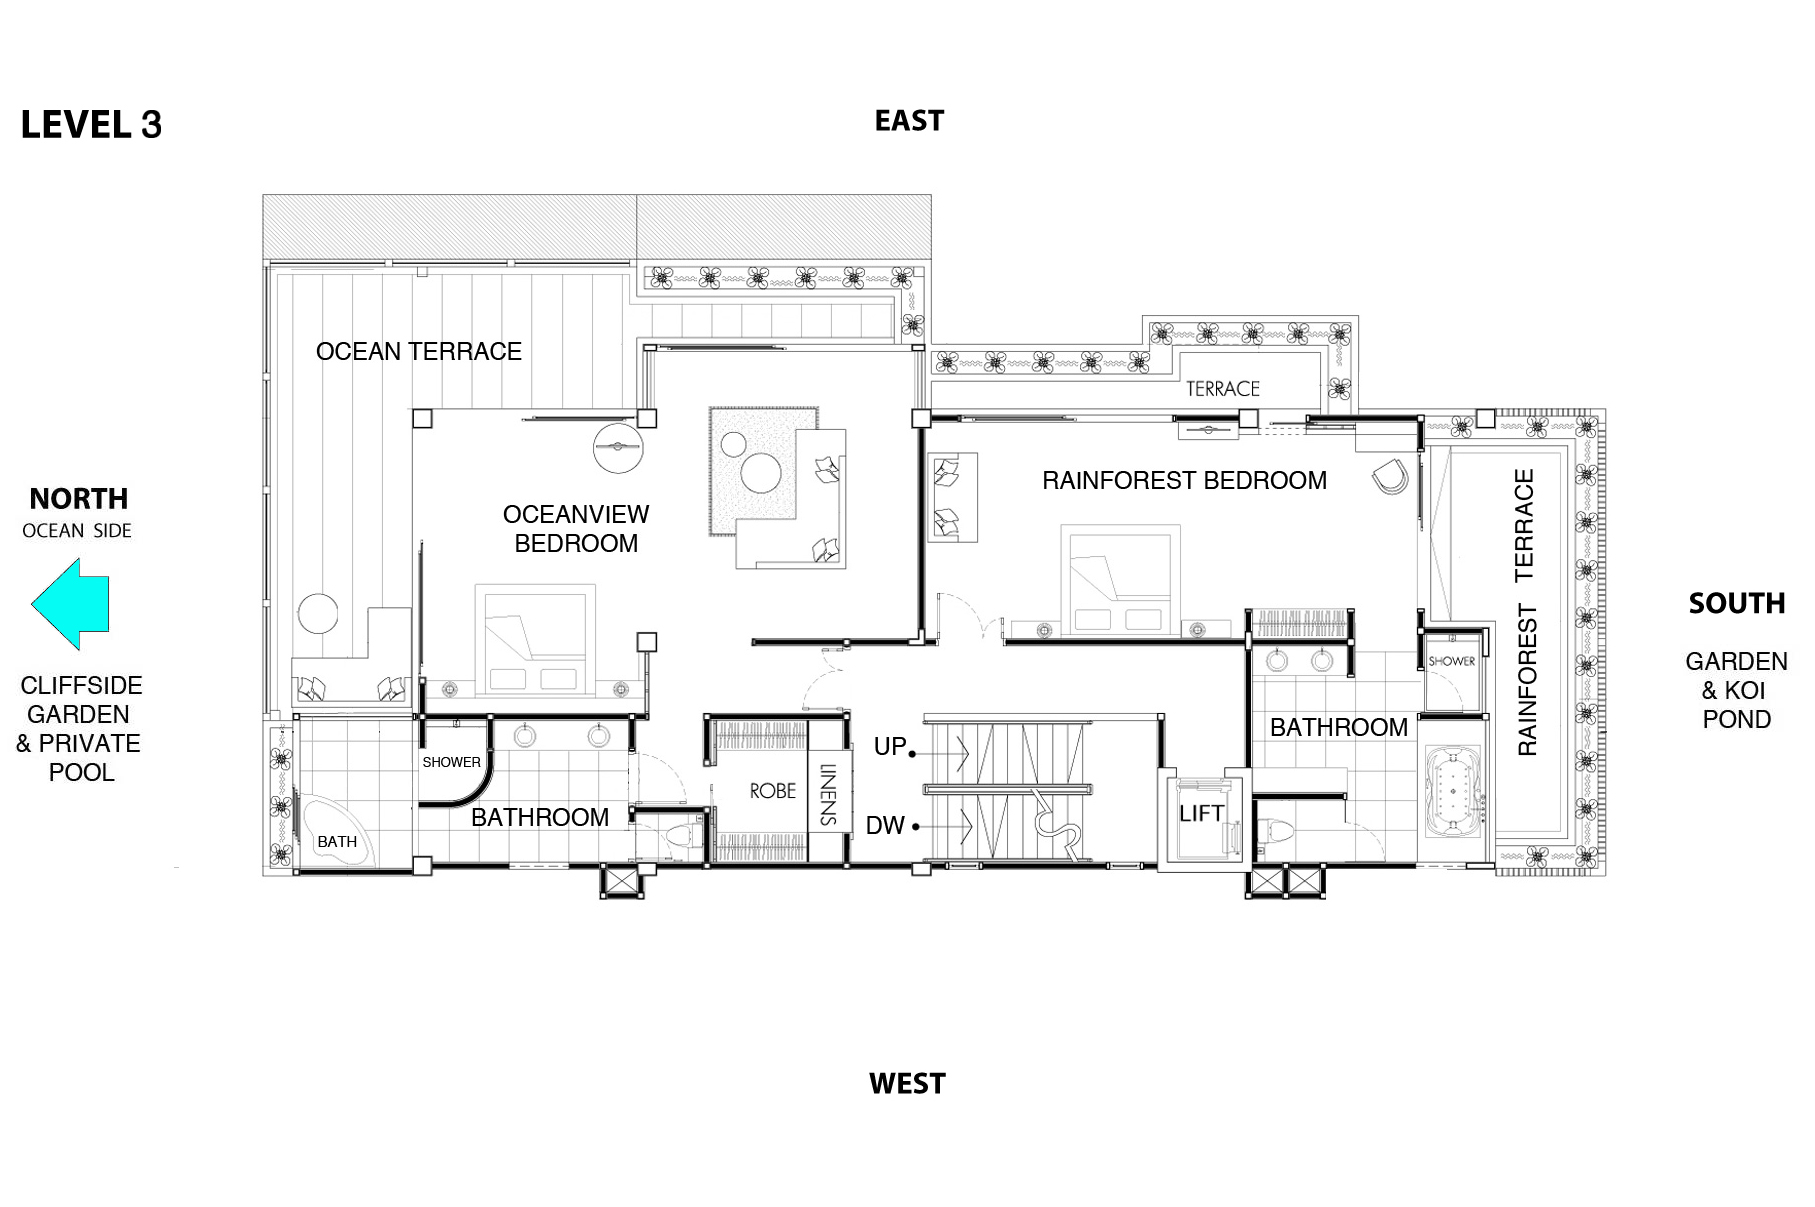 LEVEL 3
EAST
OCEAN TERRACE
TERRACE
RAINFOREST BEDROOM
NORTH
OCEAN SIDE
OCEANVIEW
BEDROOM
RAINFOREST TERRACE
SOUTH
CLIFFSIDE
GARDEN
& PRIVATE
POOL
GARDEN
& KOI
POND
SHOWER
BATHROOM
SHOWER
UP
ROBE
LINENS
BATHROOM
DW
LIFT
BATH
WEST